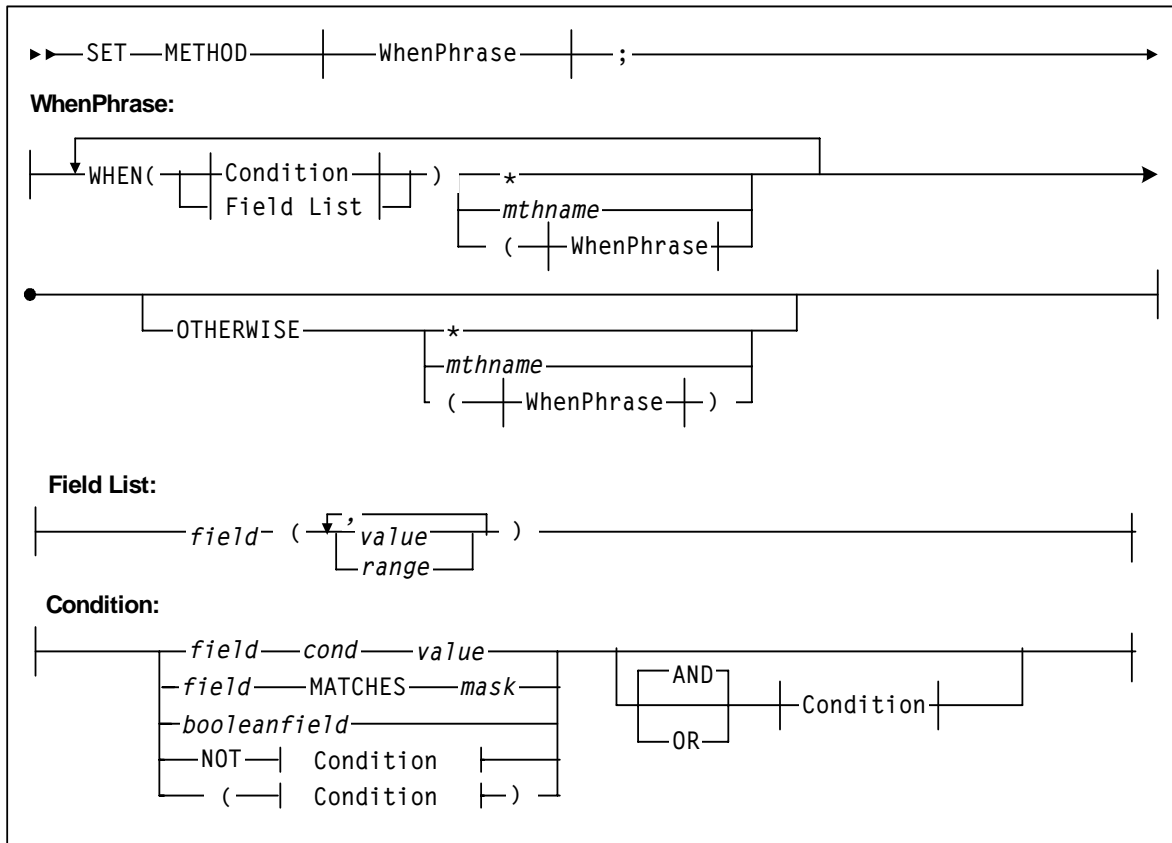 SET METHOD WhenPhrase ;
WhenPhrase:
WHEN( Condition ) *
Field List mthname
( WhenPhrase
OTHERWISE *
mthname
( WhenPhrase )
Field List:
,
field ( value )
range
Condition:
field cond value
AND
field MATCHES mask
Condition
booleanfield
OR
NOT Condition
( Condition )